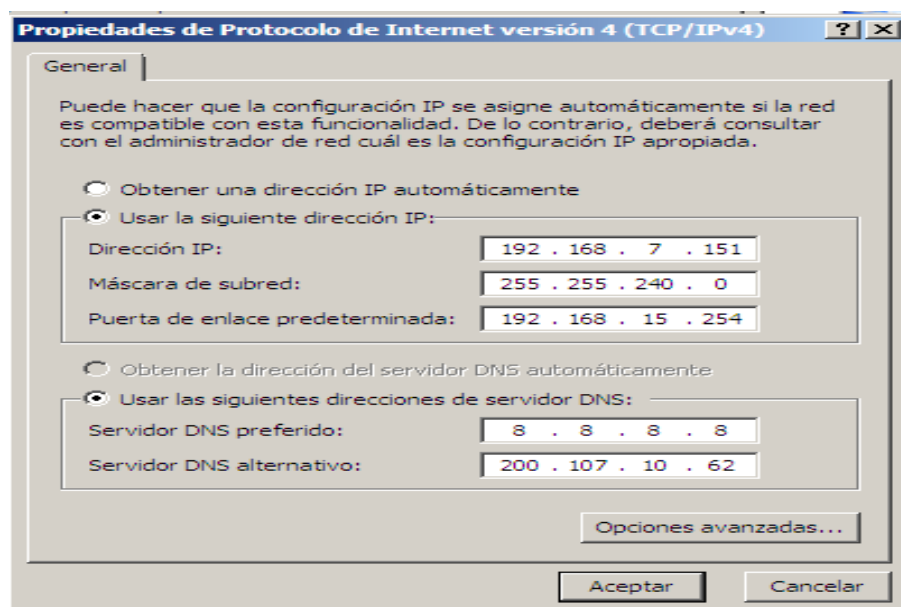 Propiedades de Protocolo de Internet versión 4 (TCP/IPv4)
General
Puede hacer que la configuración IP se asigne automáticamente si la red
es compatible con esta funcionalidad. De lo contrario, deberá consultar
con el administrador de red cuál es la configuración IP apropiada.
Obtener una dirección IP automáticamente
Usar la siguiente dirección IP:
Dirección IP: 192 . 168 . 7 . 151
Máscara de subred: 255 . 255 . 240 . 0
Puerta de enlace predeterminada: 192 . 168 . 15 . 254
Obtener la dirección del servidor DNS automáticamente
Usar las siguientes direcciones de servidor DNS:
Servidor DNS preferido: 8 . 8 . 8 . 8
Servidor DNS alternativo: 200 . 107 . 10 . 62
Opciones avanzadas...
Aceptar Cancelar